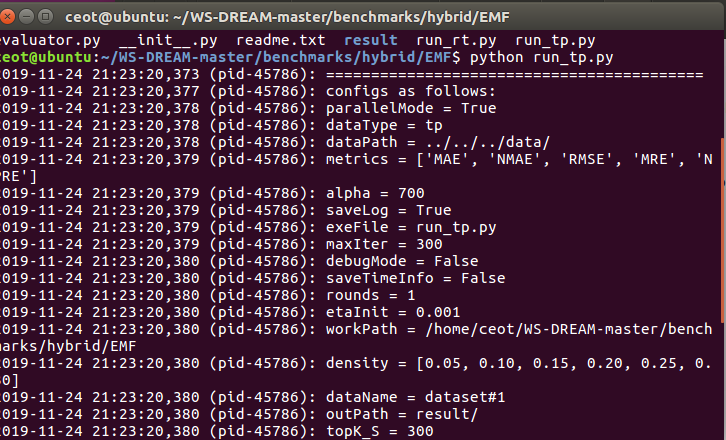 ceot@ubuntu: ~/WS-DREAM-master/benchmarks/hybrid/EMF
evaluator.py  __init__.py  readme.txt  result  run_rt.py  run_tp.py
ceot@ubuntu:~/WS-DREAM-master/benchmarks/hybrid/EMF$ python run_tp.py
2019-11-24 21:23:20,373 (pid-45786): ==========================================
2019-11-24 21:23:20,377 (pid-45786): configs as follows:
2019-11-24 21:23:20,378 (pid-45786): parallelMode = True
2019-11-24 21:23:20,378 (pid-45786): dataType = tp
2019-11-24 21:23:20,378 (pid-45786): dataPath = ../../../data/
2019-11-24 21:23:20,379 (pid-45786): metrics = ['MAE', 'NMAE', 'RMSE', 'MRE', 'N
PRE']
2019-11-24 21:23:20,379 (pid-45786): alpha = 700
2019-11-24 21:23:20,379 (pid-45786): saveLog = True
2019-11-24 21:23:20,379 (pid-45786): exeFile = run_tp.py
2019-11-24 21:23:20,379 (pid-45786): maxIter = 300
2019-11-24 21:23:20,380 (pid-45786): debugMode = False
2019-11-24 21:23:20,380 (pid-45786): saveTimeInfo = False
2019-11-24 21:23:20,380 (pid-45786): rounds = 1
2019-11-24 21:23:20,380 (pid-45786): etaInit = 0.001
2019-11-24 21:23:20,380 (pid-45786): workPath = /home/ceot/WS-DREAM-master/bench
marks/hybrid/EMF
2019-11-24 21:23:20,380 (pid-45786): density = [0.05, 0.10, 0.15, 0.20, 0.25, 0.
30]
2019-11-24 21:23:20,380 (pid-45786): dataName = dataset#1
2019-11-24 21:23:20,380 (pid-45786): outPath = result/
2019-11-24 21:23:20,380 (pid-45786): topK_S = 300